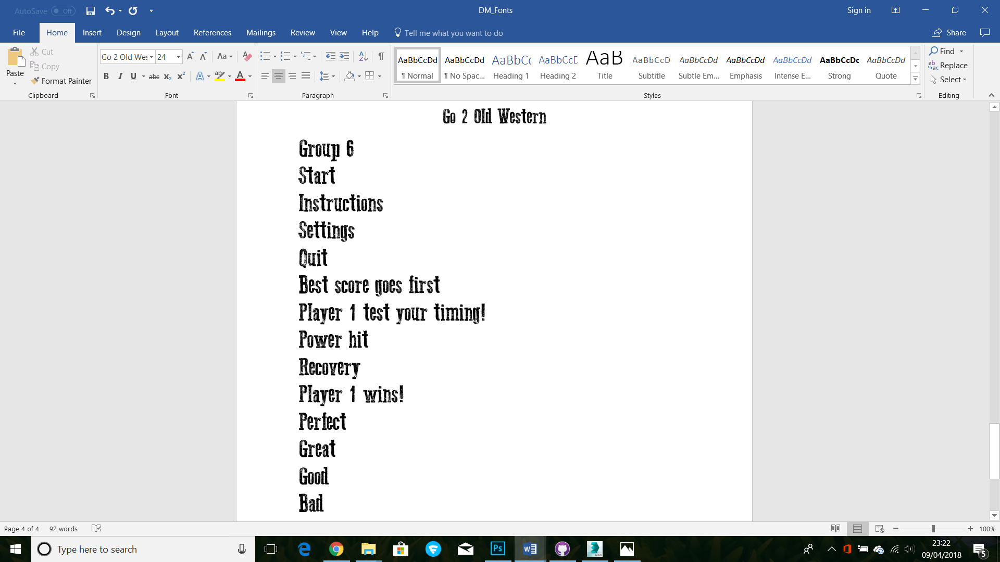 AutoSave Off
DM_Fonts
Sign in
File Home Insert Design Layout References Mailings Review View Help Tell me what you want to do Share
Paste
Cut
Copy
Format Painter
Clipboard
Go 2 Old Wes 24
Aa
B I U abc x₂ x²
A
Font
Paragraph
AaBbCcDd AaBbCcDd AaBbCc AaBbCcD AaB AaBbCcD AaBbCcDd AaBbCcDd AaBbCcDd AaBbCcDc AaBbCcDd
¶ Normal ¶ No Spac... Heading 1 Heading 2 Title Subtitle Subtle Em... Emphasis Intense E... Strong Quote
Styles
Find
Replace
Select
Editing
Go 2 Old Western
Group 6
Start
Instructions
Settings
Quit
Best score goes first
Player 1 test your timing!
Power hit
Recovery
Player 1 wins!
Perfect
Great
Good
Bad
Page 4 of 4 92 words 100%
Type here to search
Ps
MAX
23:22
09/04/2018
5